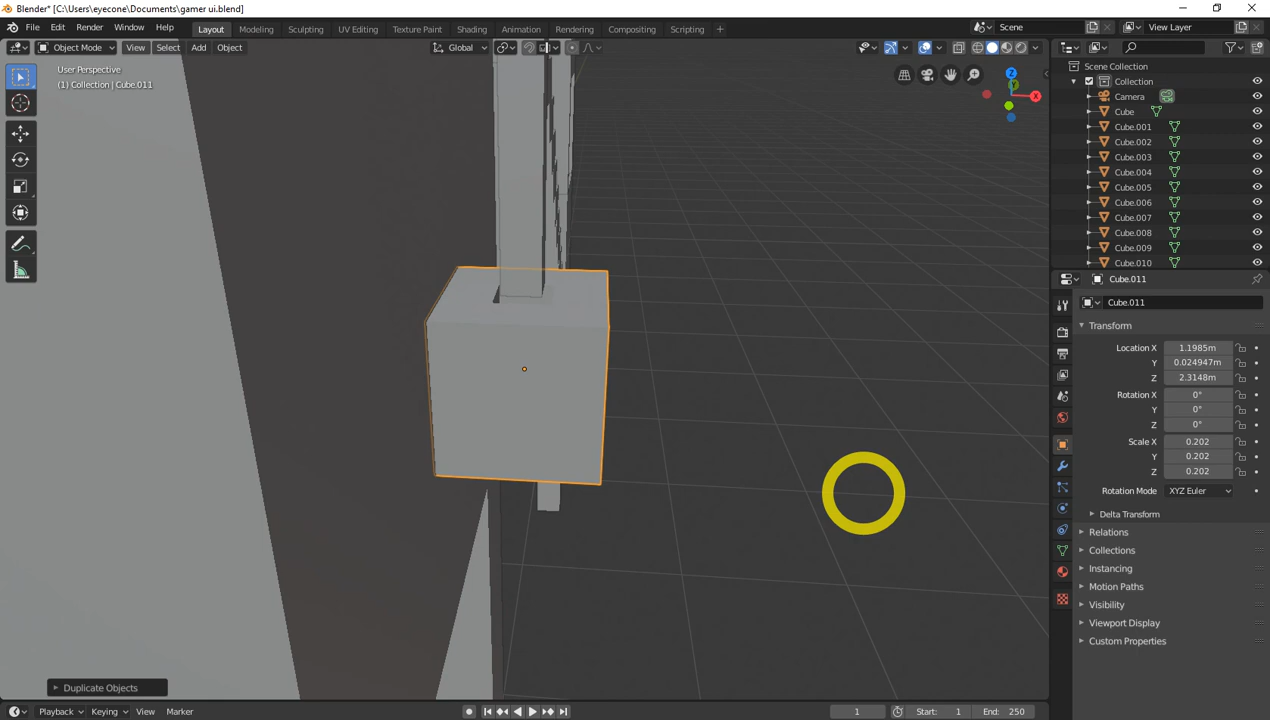 Blender* [C:\Users\eyecone\Documents\gamer ui.blend]
File Edit Render Window Help
Layout Modeling Sculpting UV Editing Texture Paint Shading Animation Rendering Compositing Scripting +
Scene
View Layer
Object Mode View Select Add Object
Global
User Perspective
(1) Collection | Cube.011
Z
Y
X
Scene Collection
Collection
Camera
Cube
Cube.001
Cube.002
Cube.003
Cube.004
Cube.005
Cube.006
Cube.007
Cube.008
Cube.009
Cube.010
Cube.011
Cube.011
Transform
Location X 1.1985m
Y 0.024947m
Z 2.3148m
Rotation X 0°
Y 0°
Z 0°
Scale X 0.202
Y 0.202
Z 0.202
Rotation Mode XYZ Euler
Delta Transform
Relations
Collections
Instancing
Motion Paths
Visibility
Viewport Display
Custom Properties
Duplicate Objects
Playback Keying View Marker
1
Start: 1
End: 250